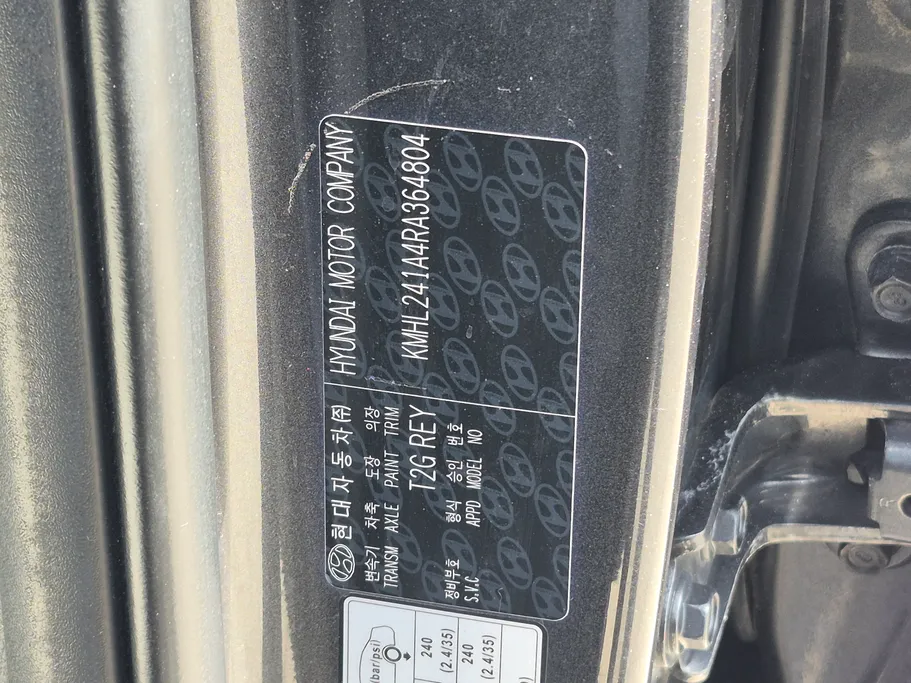 현대자동차(주) HYUNDAI MOTOR COMPANY
변속기 차축 도장 의장
TRANSM AXLE PAINT TRIM
KMHL241A4RA364804
T2G REY
형식 승인 번호
APPD MODEL NO
정비부호
S.V.C
(bar/psi)
240
(2.4/35)
240
(2.4/35)